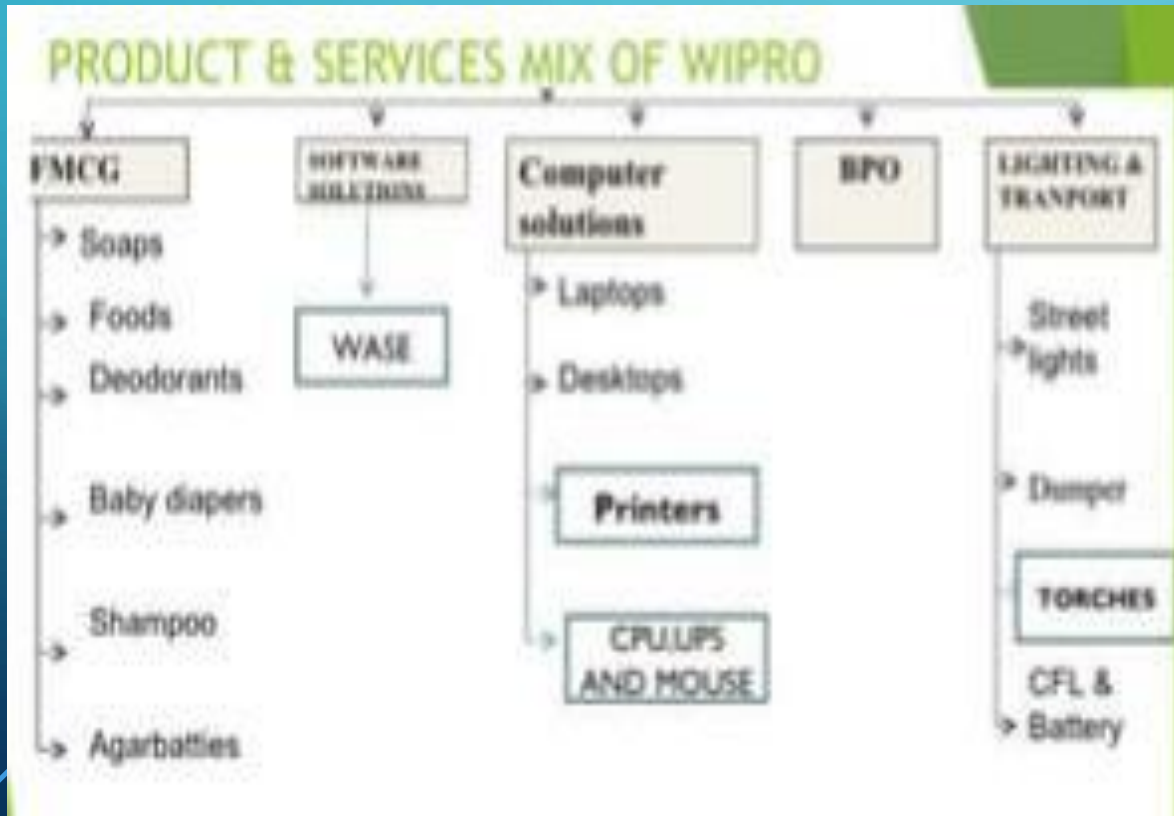 PRODUCT & SERVICES MIX OF WIPRO
FMCG
Soaps
Foods
Deodorants
Baby diapers
Shampoo
Agarbatties
SOFTWARE
SOLUTIONS
WASE
Computer
solutions
Laptops
Desktops
Printers
CPU,UPS
AND MOUSE
BPO
LIGHTING &
TRANPORT
Street
lights
Dumper
TORCHES
CFL &
Battery